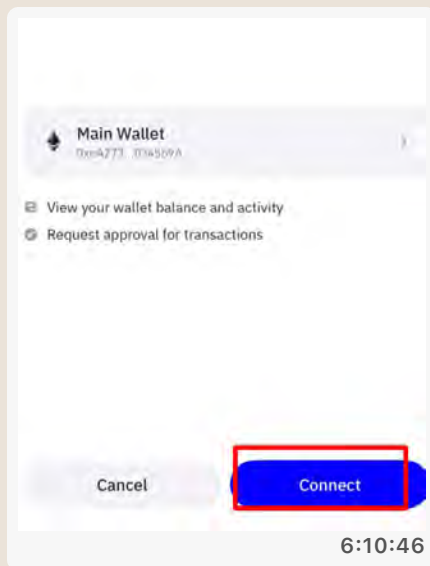 Main Wallet
View your wallet balance and activity
Request approval for transactions
Cancel
Connect
6:10:46